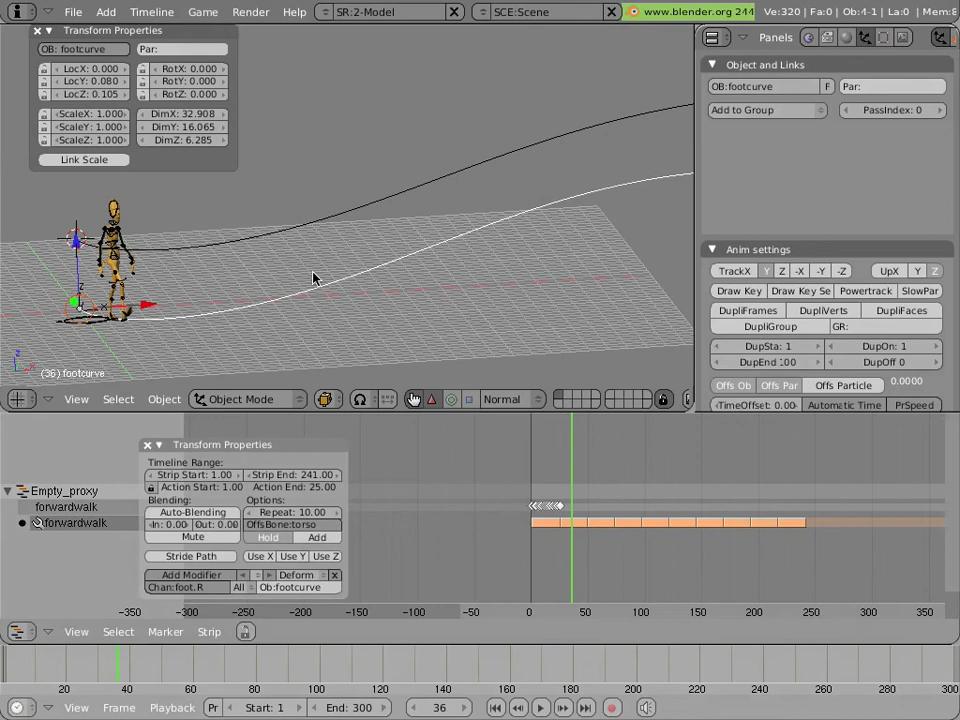 File Add Timeline Game Render Help SR:2-Model SCE:Scene www.blender.org 244 Ve:320 | Fa:0 | Ob:4-1 | La:0 | Mem:8
Transform Properties
OB: footcurve Par:
LocX: 0.000 RotX: 0.000
LocY: 0.080 RotY: 0.000
LocZ: 0.105 RotZ: 0.000
ScaleX: 1.000 DimX: 32.908
ScaleY: 1.000 DimY: 16.065
ScaleZ: 1.000 DimZ: 6.285
Link Scale
z
x
z
x
(36) footcurve
View Select Object Object Mode Normal
Panels
Object and Links
OB:footcurve F Par:
Add to Group PassIndex: 0
Anim settings
TrackX Y Z -X -Y -Z UpX Y Z
Draw Key Draw Key Se Powertrack SlowPar
DupliFrames DupliVerts DupliFaces
DupliGroup GR:
DupSta: 1 DupOn: 1
DupEnd 100 DupOff 0
Offs Ob Offs Par Offs Particle 0.0000
TimeOffset: 0.00 Automatic Time PrSpeed
Empty_proxy
forwardwalk
forwardwalk
Transform Properties
Timeline Range:
Strip Start: 1.00 Strip End: 241.00
Action Start: 1.00 Action End: 25.00
Blending: Options:
Auto-Blending Repeat: 10.00
In: 0.00 Out: 0.00 OffsBone:torso
Mute Hold Add
Stride Path Use X Use Y Use Z
Add Modifier Deform
Chan:foot.R All Ob:footcurve
-350 -300 -250 -200 -150 -100 -50 0 50 100 150 200 250 300 350
View Select Marker Strip
20 40 60 80 100 120 140 160 180 200 220 240 260 280 300
View Frame Playback Pr Start: 1 End: 300 36